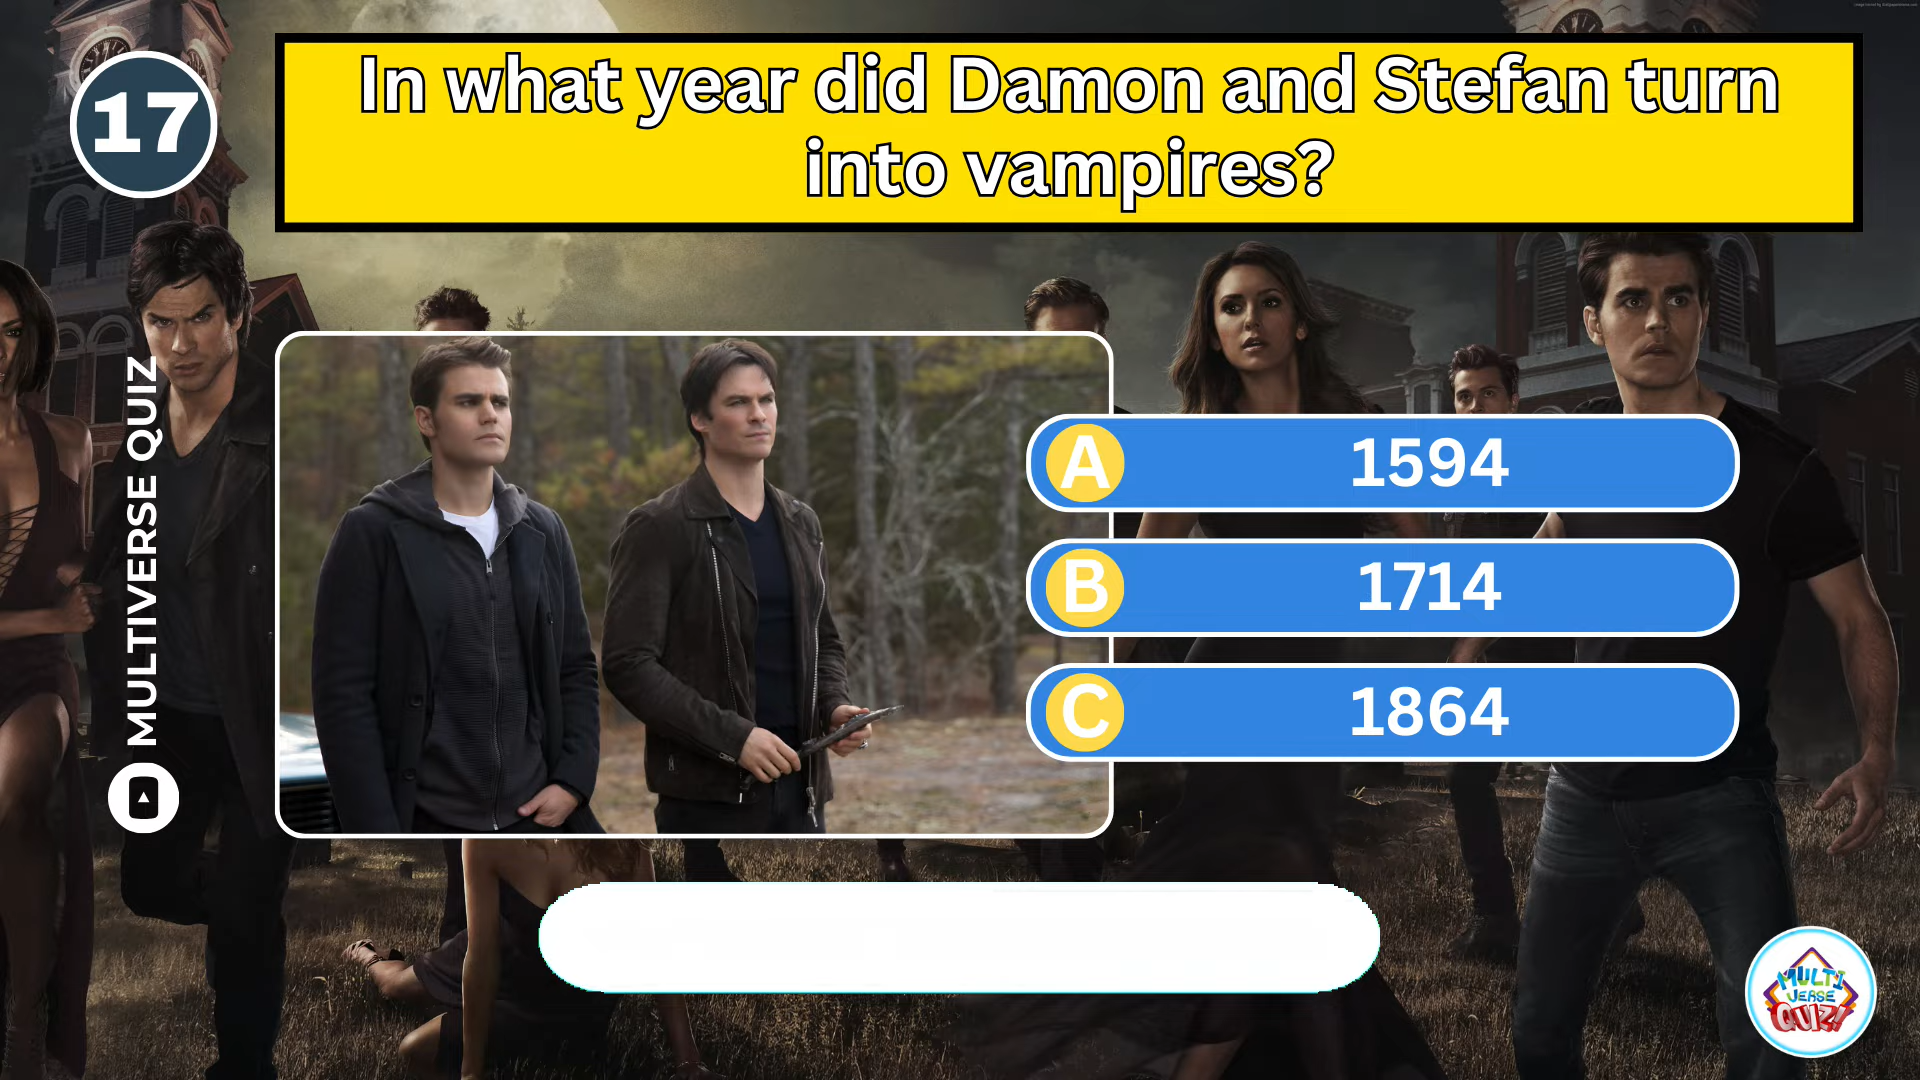 17
In what year did Damon and Stefan turn
into vampires?
MULTIVERSE QUIZ
A 1594
B 1714
C 1864
MULTI
VERSE
QUIZ!